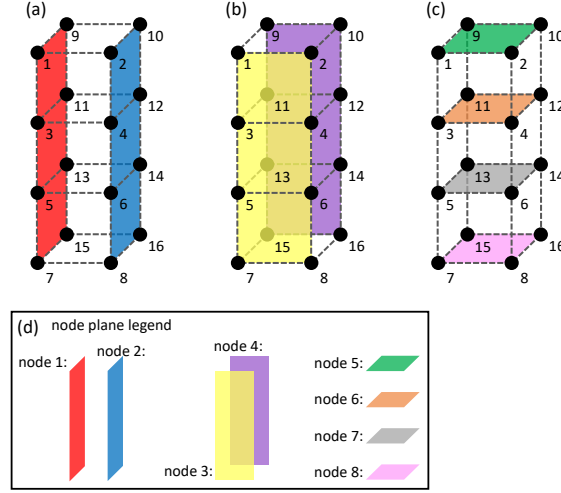 (a) (b) (c)
9 10 9 10 9 10
1 2 1 2 1 2
11 12 11 12 11 12
3 4 3 4 3 4
13 14 13 14 13 14
5 6 5 6 5 6
15 16 15 16 15 16
7 8 7 8 7 8
(d) node plane legend
node 1: node 2: node 4: node 5:
node 6:
node 7:
node 3: node 8: